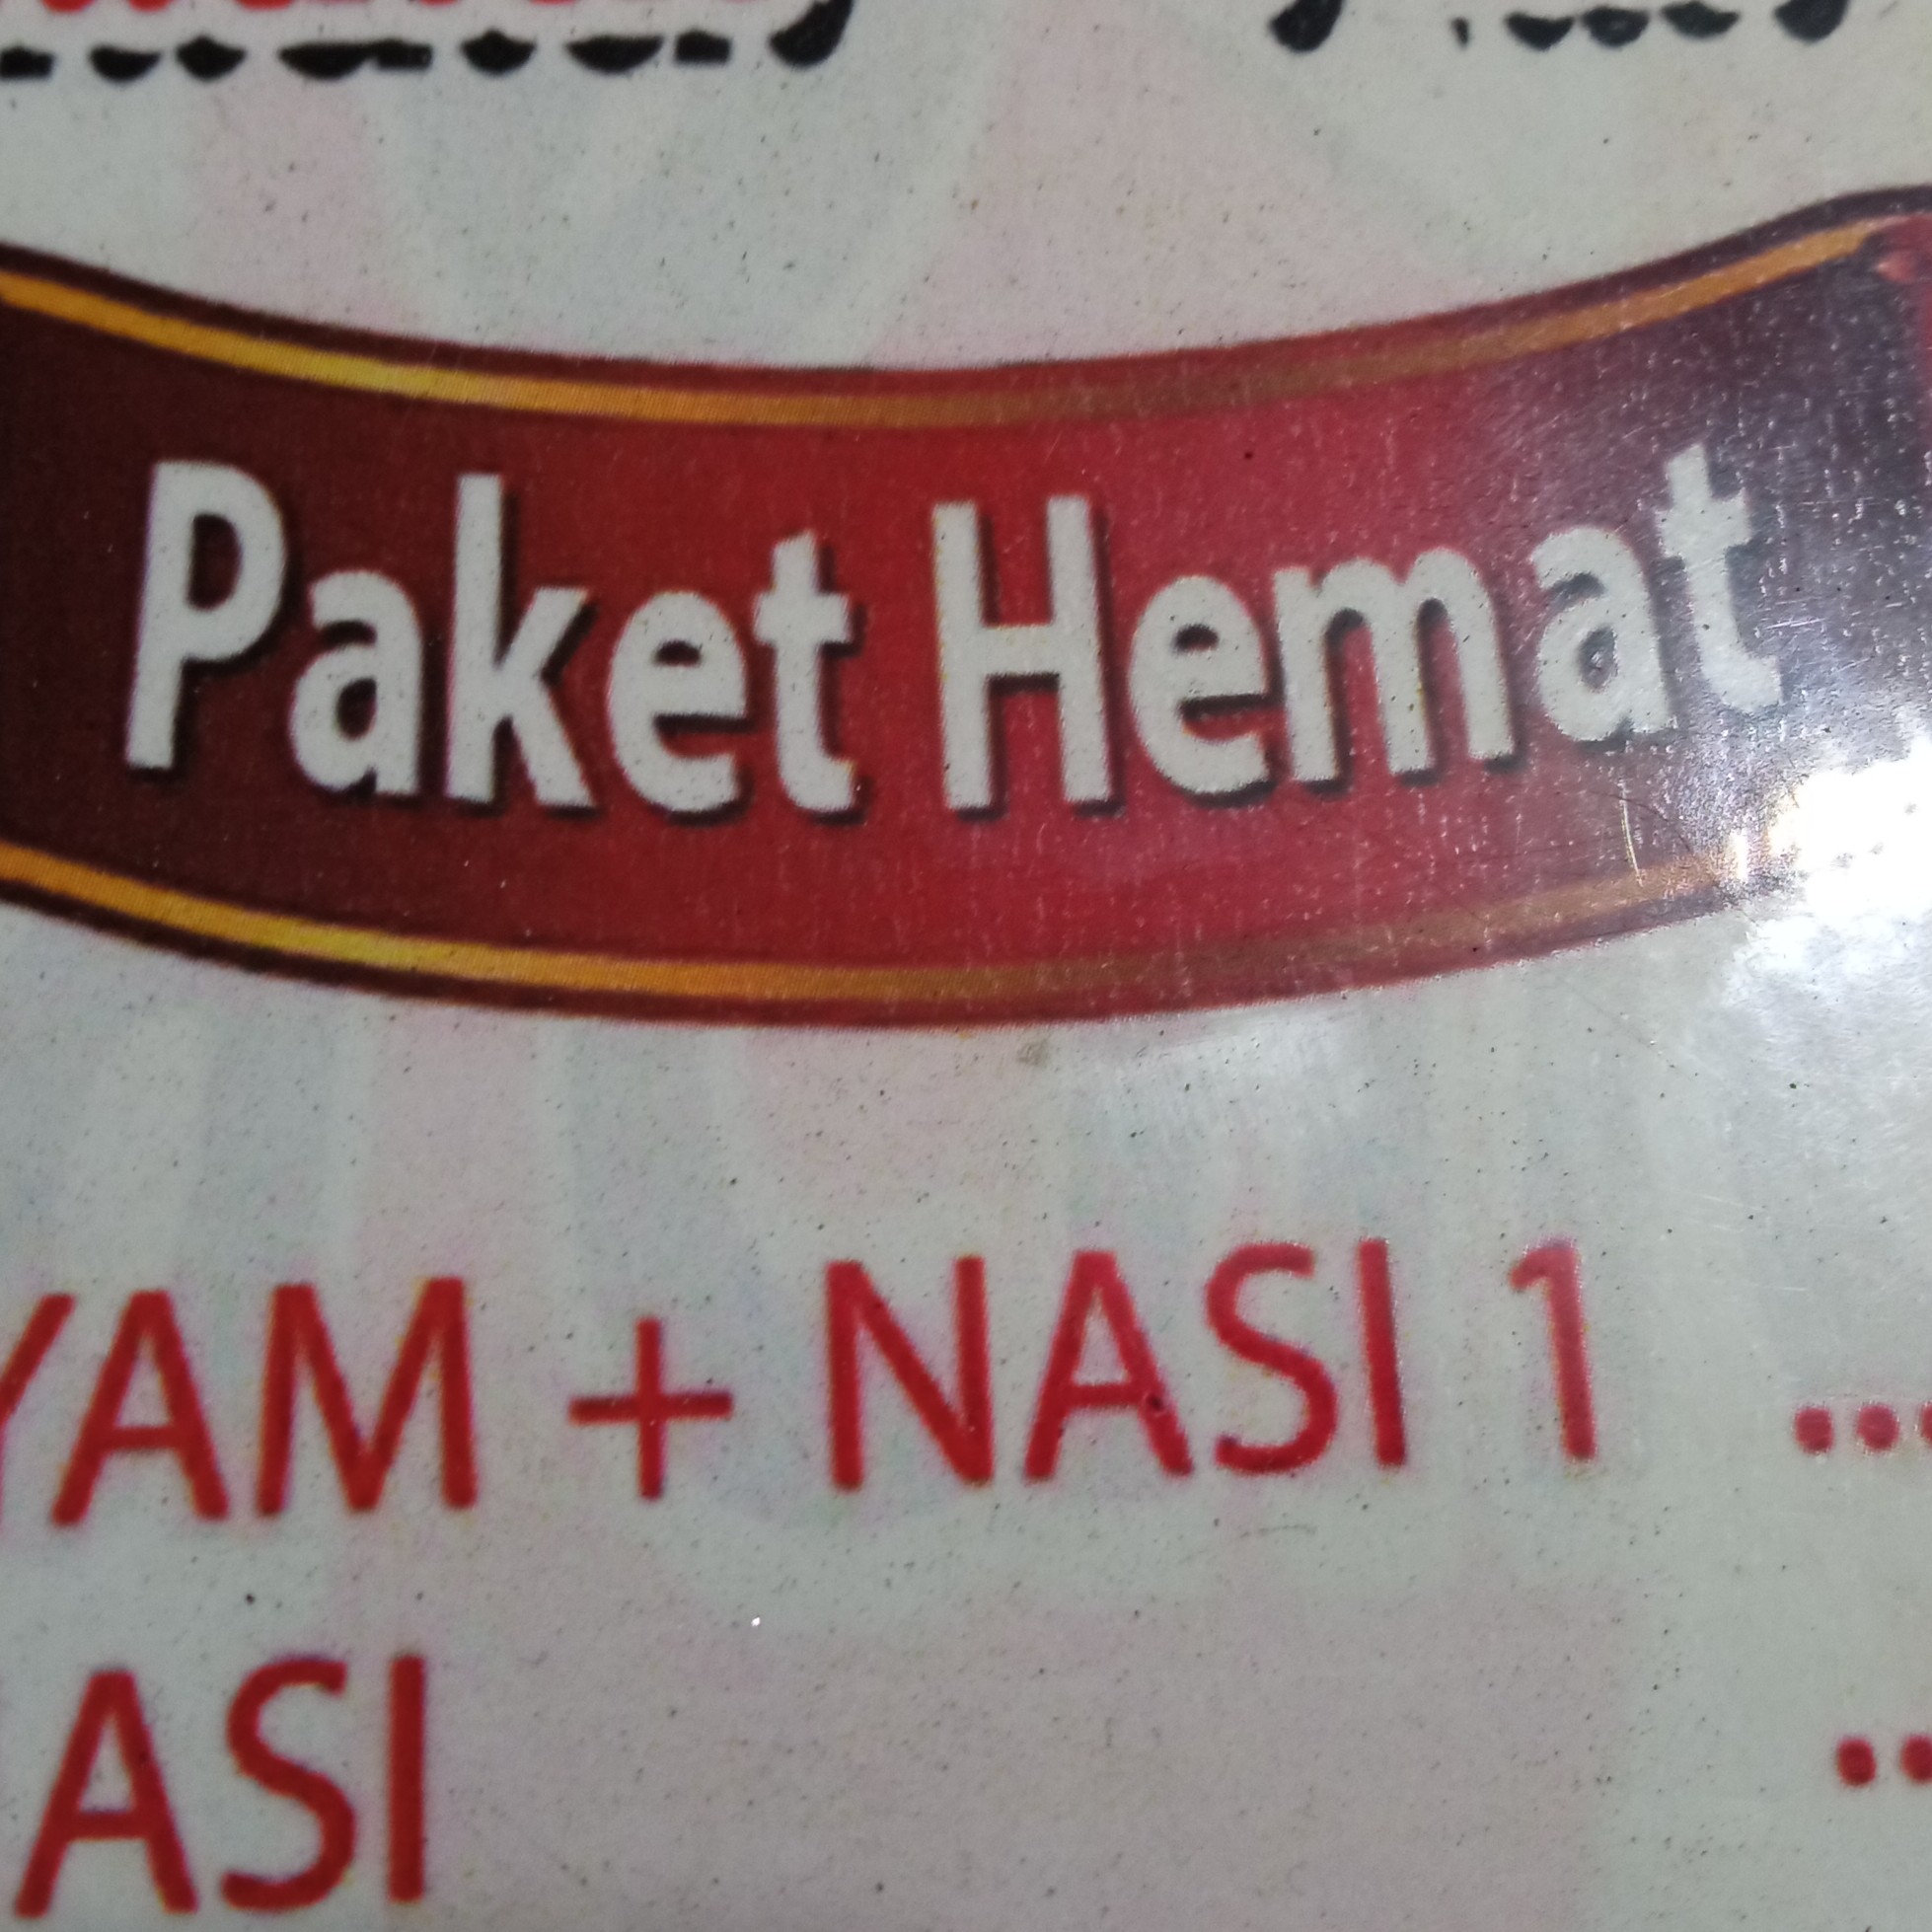 Paket Hemat
YAM + NASI 1 ...
ASI ..